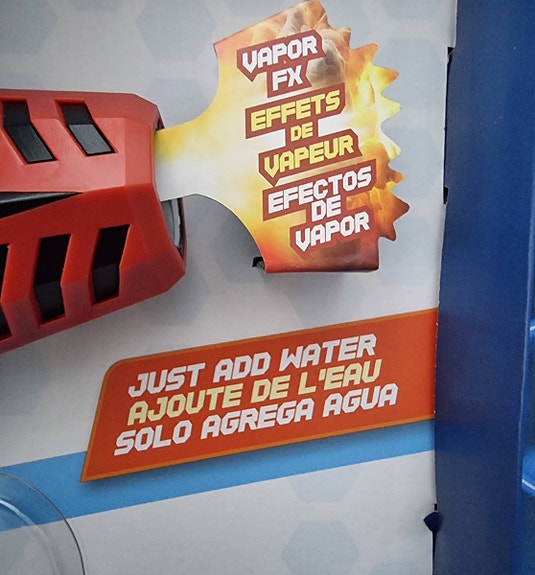 VAPOR
FX
EFFETS
DE
VAPEUR
EFECTOS
DE
VAPOR
JUST ADD WATER
AJOUTE DE L'EAU
SOLO AGREGA AGUA